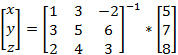 [x y z] = [1 3 −2; 3 5 6; 2 4 3]⁻¹ * [5 7 8]